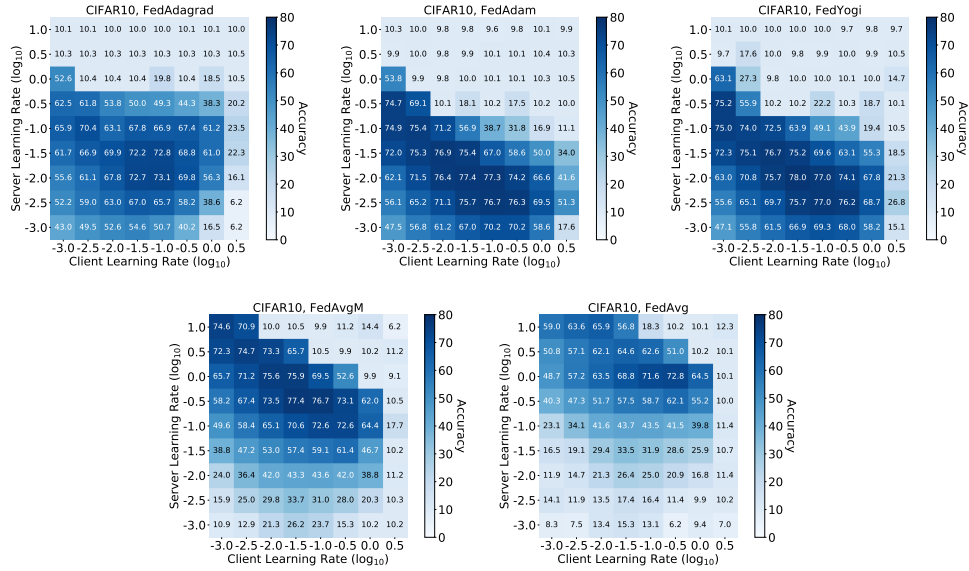 CIFAR10, FedAdagrad
1.0 10.1 10.1 10.0 10.0 10.1 10.0 10.1 10.0
0.5 10.3 10.1 10.0 10.0 10.4 10.3 10.4 10.3
0.0 52.6 10.4 10.4 10.4 19.8 10.4 18.5 10.5
-0.5 62.5 61.8 53.8 50.0 49.3 44.3 38.3 20.2
-1.0 65.9 70.4 63.1 67.8 66.9 67.4 61.2 23.5
-1.5 61.7 66.9 69.9 72.2 72.8 68.8 61.0 22.3
-2.0 55.6 61.1 67.8 72.7 73.1 69.8 56.3 16.1
-2.5 52.2 59.0 63.0 67.0 65.7 58.2 38.6 6.2
-3.0 43.0 49.5 52.6 54.6 50.7 40.2 16.5 6.2
-3.0 -2.5 -2.0 -1.5 -1.0 -0.5 0.0 0.5
Client Learning Rate (log10)
Server Learning Rate (log10)
80
70
60
50
40
30
20
10
0
Accuracy
CIFAR10, FedAdam
1.0 10.3 10.0 9.8 9.8 9.6 9.8 10.1 9.9
0.5 9.9 10.0 10.0 9.9 10.0 10.1 10.4 10.3
0.0 53.8 9.9 9.8 10.0 10.0 10.1 10.3 10.5
-0.5 74.7 69.1 10.1 18.1 10.2 17.5 10.2 10.0
-1.0 74.9 75.4 71.2 56.9 38.7 31.8 16.9 11.1
-1.5 72.0 75.3 76.9 75.4 67.0 58.6 50.0 34.0
-2.0 62.1 71.5 76.4 77.4 77.3 74.2 66.6 41.6
-2.5 56.1 65.2 71.1 75.2 76.7 76.3 69.5 51.3
-3.0 47.5 56.8 61.2 67.0 70.2 70.2 58.6 17.6
-3.0 -2.5 -2.0 -1.5 -1.0 -0.5 0.0 0.5
Client Learning Rate (log10)
Server Learning Rate (log10)
80
70
60
50
40
30
20
10
0
Accuracy
CIFAR10, FedYogi
1.0 10.1 10.0 9.8 10.0 10.0 9.7 9.8 9.7
0.5 9.7 17.6 10.0 9.8 9.9 10.0 9.9 10.5
0.0 63.1 27.3 9.8 10.0 10.0 10.1 10.0 14.7
-0.5 75.2 55.9 10.2 10.2 22.2 10.3 18.7 10.1
-1.0 75.0 74.0 72.5 63.9 49.1 43.9 19.4 10.5
-1.5 72.4 75.1 76.7 75.2 69.6 63.1 55.3 18.5
-2.0 62.8 70.7 75.7 78.0 77.0 74.1 67.8 21.3
-2.5 55.8 65.1 69.7 75.7 77.0 76.2 68.7 26.8
-3.0 47.1 55.8 61.5 66.9 69.3 68.0 58.2 15.1
-3.0 -2.5 -2.0 -1.5 -1.0 -0.5 0.0 0.5
Client Learning Rate (log10)
Server Learning Rate (log10)
80
70
60
50
40
30
20
10
0
Accuracy
CIFAR10, FedAvgM
1.0 74.6 70.9 10.0 10.5 9.9 11.2 14.4 6.2
0.5 72.3 74.7 73.3 65.7 10.5 9.9 10.2 11.2
0.0 65.7 71.2 75.6 75.9 69.5 52.6 9.9 9.1
-0.5 58.2 67.4 73.5 77.4 76.7 73.1 62.0 10.5
-1.0 49.6 58.4 65.1 70.6 72.6 72.6 64.4 17.7
-1.5 38.8 47.2 53.0 57.4 59.1 61.4 46.7 10.2
-2.0 24.0 36.4 42.0 43.3 43.6 42.0 38.8 11.2
-2.5 15.9 25.0 29.8 33.7 31.0 28.0 20.3 10.3
-3.0 10.9 12.9 21.3 26.2 23.7 15.3 10.2 10.2
-3.0 -2.5 -2.0 -1.5 -1.0 -0.5 0.0 0.5
Client Learning Rate (log10)
Server Learning Rate (log10)
80
70
60
50
40
30
20
10
0
Accuracy
CIFAR10, FedAvg
1.0 59.0 63.6 65.9 56.8 18.3 10.2 10.1 12.3
0.5 50.8 57.1 62.1 64.6 62.6 51.0 10.2 10.1
0.0 48.7 57.2 63.5 68.8 71.6 72.8 64.5 10.1
-0.5 40.3 47.3 51.7 57.5 58.7 62.1 55.2 10.0
-1.0 23.1 34.1 41.6 43.7 43.5 41.5 39.8 11.4
-1.5 16.5 19.1 29.4 33.5 31.9 28.6 25.9 10.7
-2.0 11.9 14.7 21.3 26.4 25.0 20.9 16.9 11.4
-2.5 14.1 11.9 13.5 17.4 16.4 11.4 9.9 10.2
-3.0 8.3 7.5 13.4 15.3 13.1 6.2 9.4 7.0
-3.0 -2.5 -2.0 -1.5 -1.0 -0.5 0.0 0.5
Client Learning Rate (log10)
Server Learning Rate (log10)
80
70
60
50
40
30
20
10
0
Accuracy